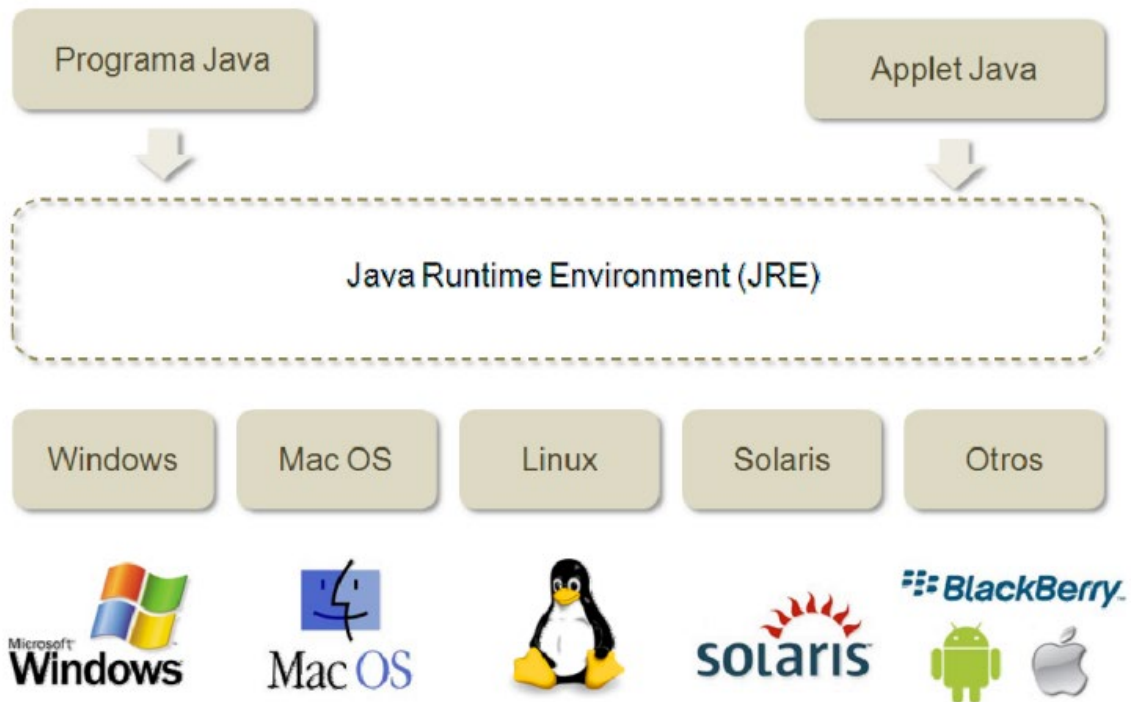 Programa Java
Applet Java
Java Runtime Environment (JRE)
Windows
Mac OS
Linux
Solaris
Otros
Microsoft
Windows
Mac OS
solaris
BlackBerry